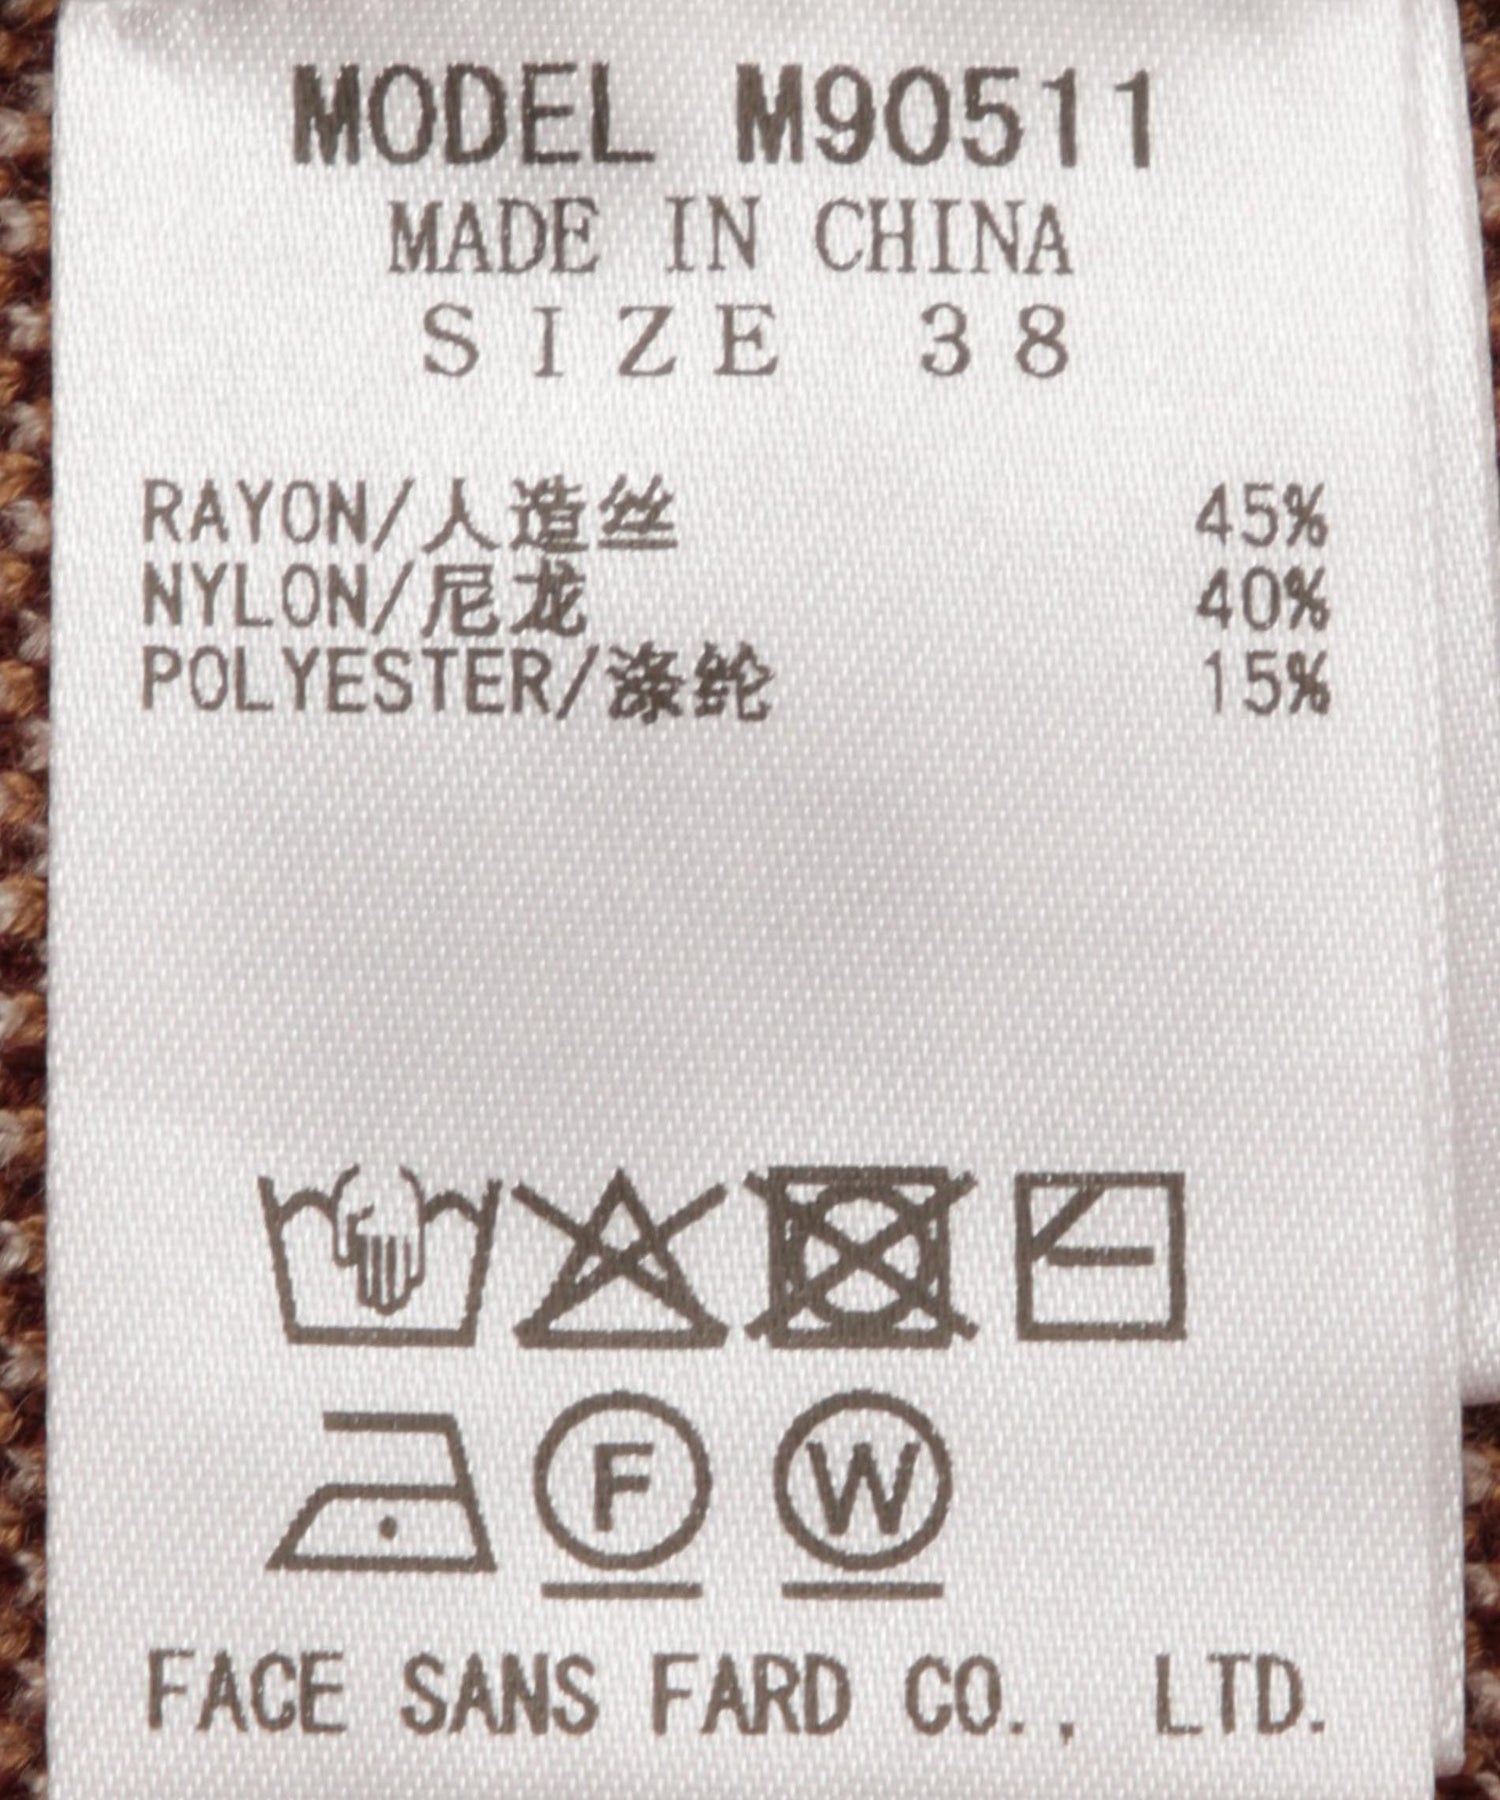 MODEL M90511
MADE IN CHINA
SIZE 38
RAYON/人造丝 45%
NYLON/尼龙 40%
POLYESTER/涤纶 15%
F W
FACE SANS FARD CO., LTD.